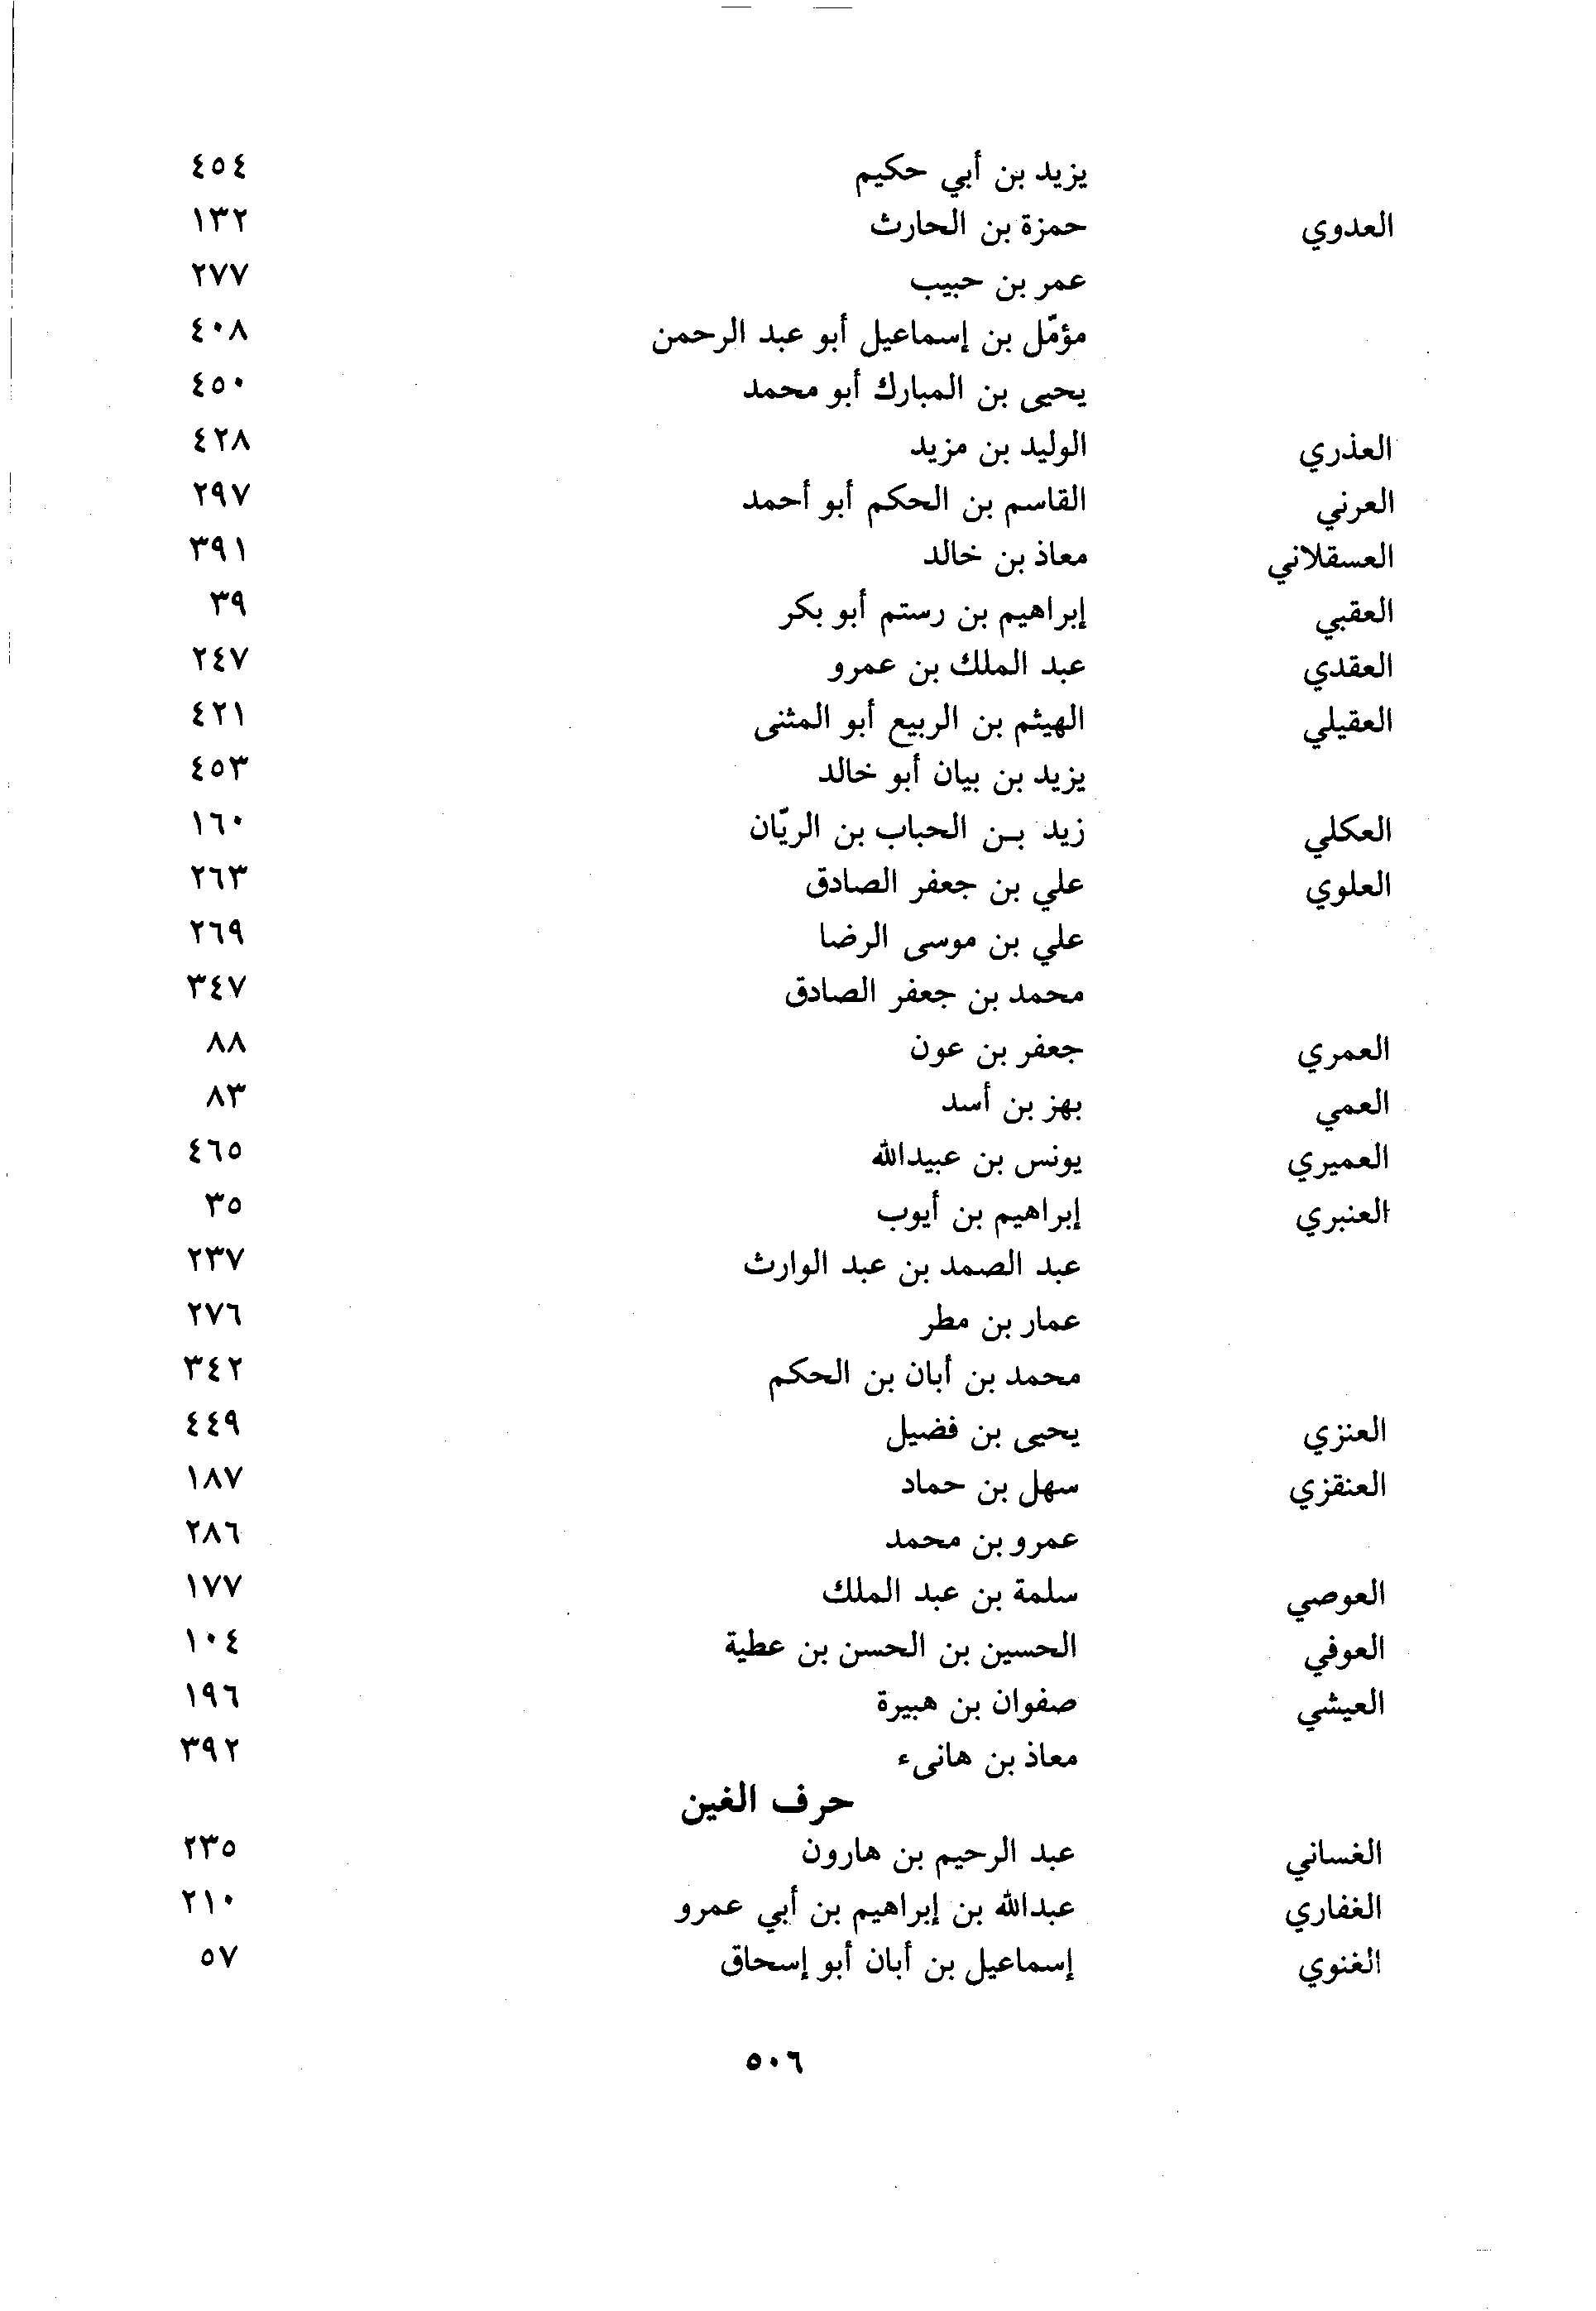 يزيد بن أبي حكيم ٤٥٤
العدوي حمزة بن الحارث ١٣٢
عمر بن حبيب ٢٧٧
مؤمّل بن إسماعيل أبو عبد الرحمن ٤٠٨
يحيى بن المبارك أبو محمد ٤٥٠
العذري الوليد بن مزيد ٤٢٨
العرني القاسم بن الحكم أبو أحمد ٢٩٧
العسقلاني معاذ بن خالد ٣٩١
العقبي إبراهيم بن رستم أبو بكر ٣٩
العقدي عبد الملك بن عمرو ٢٤٧
العقيلي الهيثم بن الربيع أبو المثنى ٤٢١
يزيد بن بيان أبو خالد ٤٥٣
العكلي زيد بن الحباب بن الريّان ١٦٠
العلوي علي بن جعفر الصادق ٢٦٣
علي بن موسى الرضا ٢٦٩
محمد بن جعفر الصادق ٣٤٧
العمري جعفر بن عون ٨٨
العمي بهز بن أسد ٨٣
العميري يونس بن عبيدالله ٤٦٥
العنبري إبراهيم بن أيوب ٣٥
عبد الصمد بن عبد الوارث ٢٣٧
عمار بن مطر ٢٧٦
محمد بن أبان بن الحكم ٣٤٢
العنزي يحيى بن فضيل ٤٤٩
العنقزي سهل بن حماد ١٨٧
عمرو بن محمد ٢٨٦
العوصي سلمة بن عبد الملك ١٧٧
العوفي الحسين بن الحسن بن عطية ١٠٤
العيشي صفوان بن هبيرة ١٩٦
معاذ بن هانىء ٣٩٢
حرف الغين
الغساني عبد الرحيم بن هارون ٢٣٥
الغفاري عبدالله بن إبراهيم بن أبي عمرو ٢١٠
الغنوي إسماعيل بن أبان أبو إسحاق ٥٧
٥٠٦